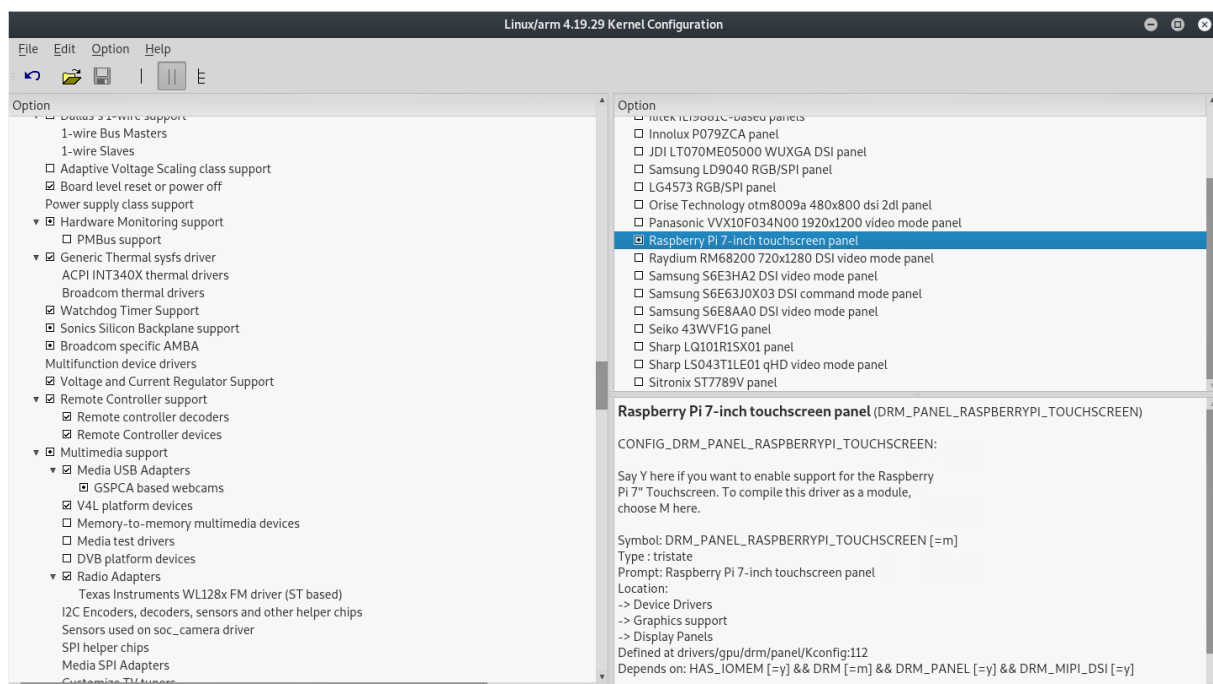 Linux/arm 4.19.29 Kernel Configuration
File Edit Option Help
Option
Dallas's 1-wire support
1-wire Bus Masters
1-wire Slaves
Adaptive Voltage Scaling class support
Board level reset or power off
Power supply class support
Hardware Monitoring support
PMBus support
Generic Thermal sysfs driver
ACPI INT340X thermal drivers
Broadcom thermal drivers
Watchdog Timer Support
Sonics Silicon Backplane support
Broadcom specific AMBA
Multifunction device drivers
Voltage and Current Regulator Support
Remote Controller support
Remote controller decoders
Remote Controller devices
Multimedia support
Media USB Adapters
GSPCA based webcams
V4L platform devices
Memory-to-memory multimedia devices
Media test drivers
DVB platform devices
Radio Adapters
Texas Instruments WL128x FM driver (ST based)
I2C Encoders, decoders, sensors and other helper chips
Sensors used on soc_camera driver
SPI helper chips
Media SPI Adapters
Customize TV tuners
Option
Ilitek ILI9881C-based panels
Innolux P079ZCA panel
JDI LT070ME05000 WUXGA DSI panel
Samsung LD9040 RGB/SPI panel
LG4573 RGB/SPI panel
Orise Technology otm8009a 480x800 dsi 2dl panel
Panasonic VVX10F034N00 1920x1200 video mode panel
Raspberry Pi 7-inch touchscreen panel
Raydium RM68200 720x1280 DSI video mode panel
Samsung S6E3HA2 DSI video mode panel
Samsung S6E63J0X03 DSI command mode panel
Samsung S6E8AA0 DSI video mode panel
Seiko 43WVF1G panel
Sharp LQ101R1SX01 panel
Sharp LS043T1LE01 qHD video mode panel
Sitronix ST7789V panel
Raspberry Pi 7-inch touchscreen panel (DRM_PANEL_RASPBERRYPI_TOUCHSCREEN)
CONFIG_DRM_PANEL_RASPBERRYPI_TOUCHSCREEN:
Say Y here if you want to enable support for the Raspberry
Pi 7" Touchscreen. To compile this driver as a module,
choose M here.
Symbol: DRM_PANEL_RASPBERRYPI_TOUCHSCREEN [=m]
Type : tristate
Prompt: Raspberry Pi 7-inch touchscreen panel
Location:
-> Device Drivers
-> Graphics support
-> Display Panels
Defined at drivers/gpu/drm/panel/Kconfig:112
Depends on: HAS_IOMEM [=y] && DRM [=m] && DRM_PANEL [=y] && DRM_MIPI_DSI [=y]